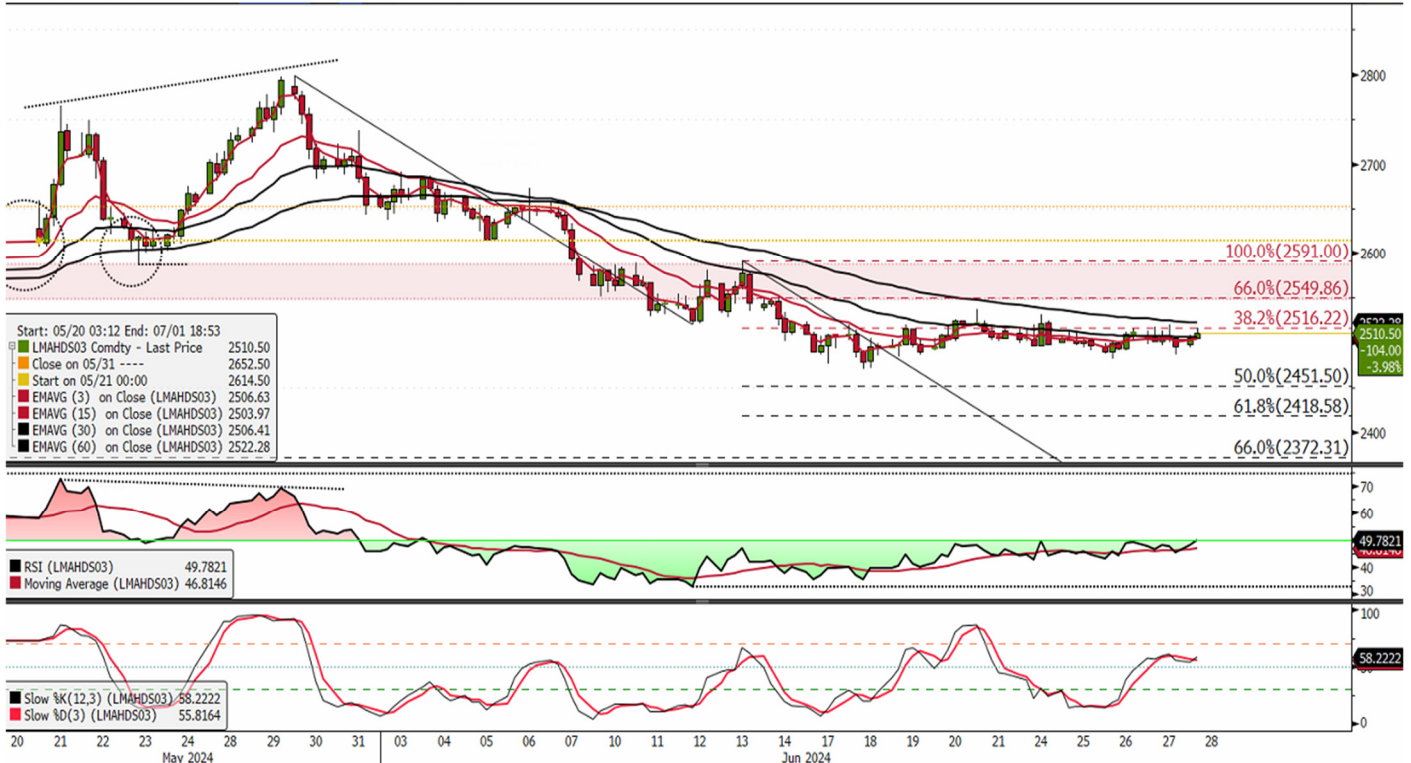 2800
2700
2600
100.0%(2591.00)
66.0%(2549.86)
38.2%(2516.22)
2522.28
2510.50
-104.00
-3.98%
50.0%(2451.50)
61.8%(2418.58)
2400
66.0%(2372.31)
Start: 05/20 03:12 End: 07/01 18:53
LMAHDS03 Comdty - Last Price 2510.50
Close on 05/31 ---- 2652.50
Start on 05/21 00:00 2614.50
EMAVG (3) on Close (LMAHDS03) 2506.63
EMAVG (15) on Close (LMAHDS03) 2503.97
EMAVG (30) on Close (LMAHDS03) 2506.41
EMAVG (60) on Close (LMAHDS03) 2522.28
70
60
49.7821
40
30
RSI (LMAHDS03) 49.7821
Moving Average (LMAHDS03) 46.8146
100
58.2222
0
Slow %K(12,3) (LMAHDS03) 58.2222
Slow %D(3) (LMAHDS03) 55.8164
20 21 22 23 24 28 29 30 31 03 04 05 06 07 10 11 12 13 14 17 18 19 20 21 24 25 26 27 28
May 2024 Jun 2024